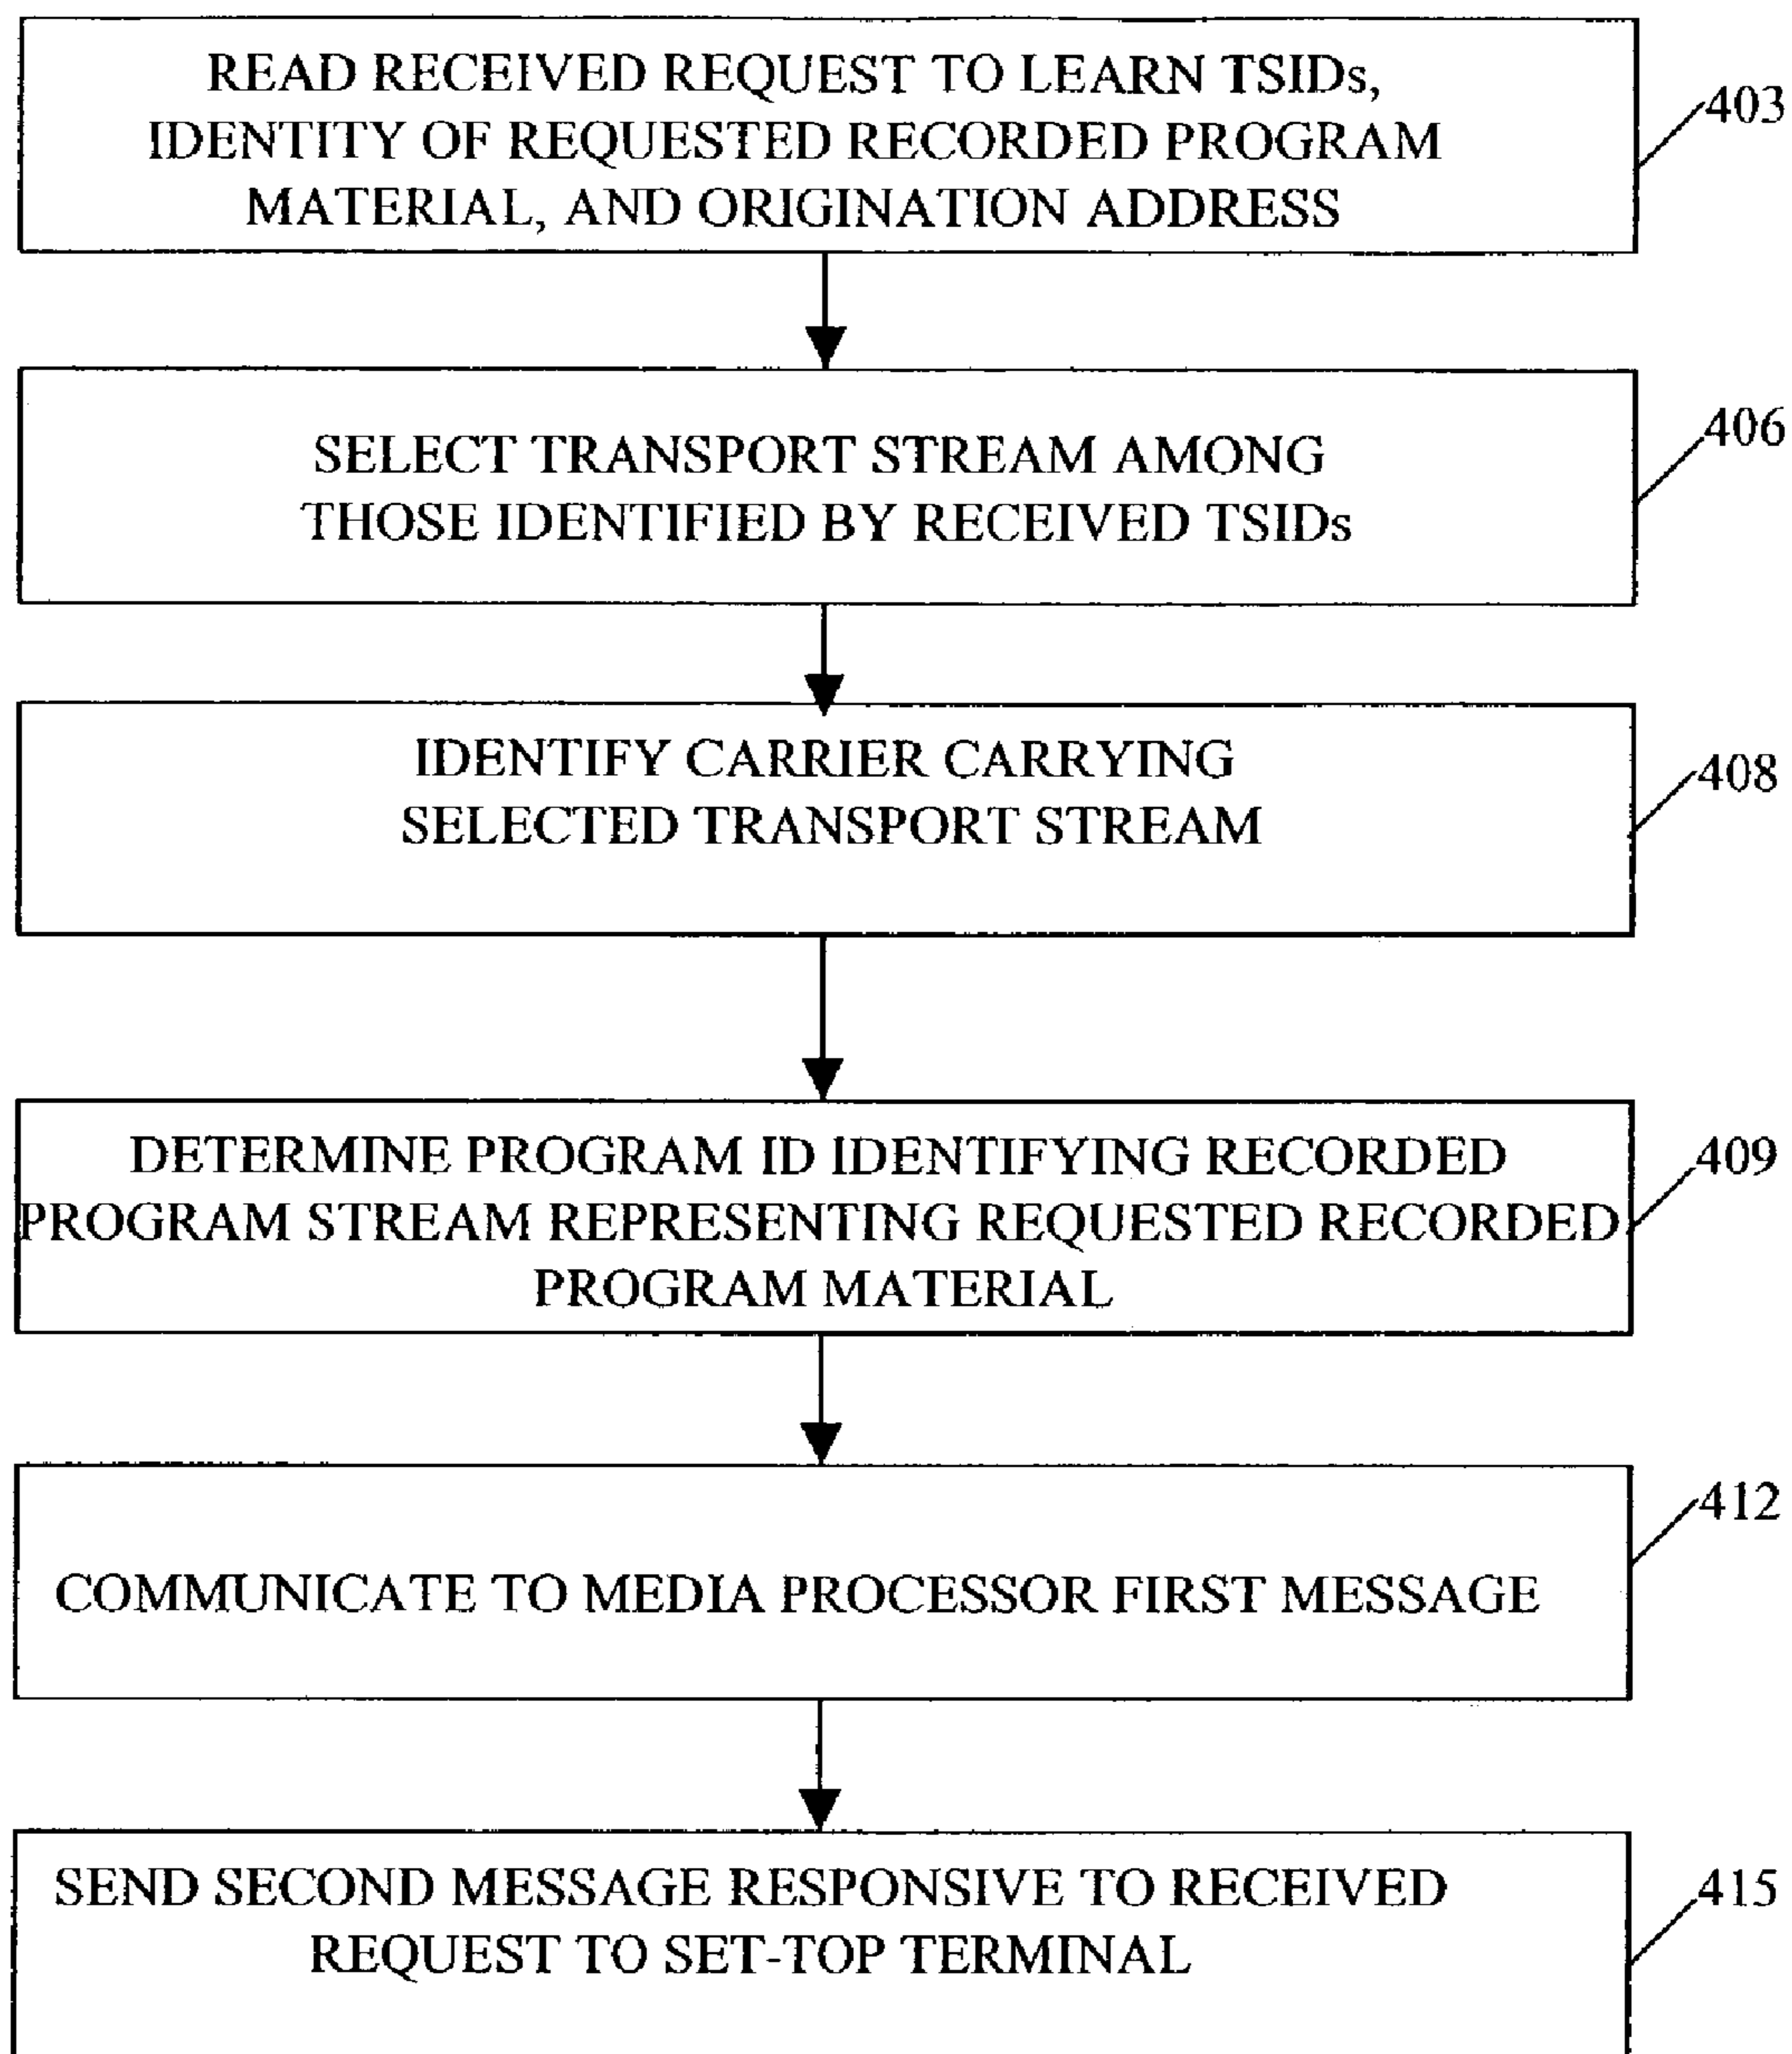 READ RECEIVED REQUEST TO LEARN TSIDs,
IDENTITY OF REQUESTED RECORDED PROGRAM
MATERIAL, AND ORIGINATION ADDRESS
403
SELECT TRANSPORT STREAM AMONG
THOSE IDENTIFIED BY RECEIVED TSIDs
406
IDENTIFY CARRIER CARRYING
SELECTED TRANSPORT STREAM
408
DETERMINE PROGRAM ID IDENTIFYING RECORDED
PROGRAM STREAM REPRESENTING REQUESTED RECORDED
PROGRAM MATERIAL
409
COMMUNICATE TO MEDIA PROCESSOR FIRST MESSAGE
412
SEND SECOND MESSAGE RESPONSIVE TO RECEIVED
REQUEST TO SET-TOP TERMINAL
415